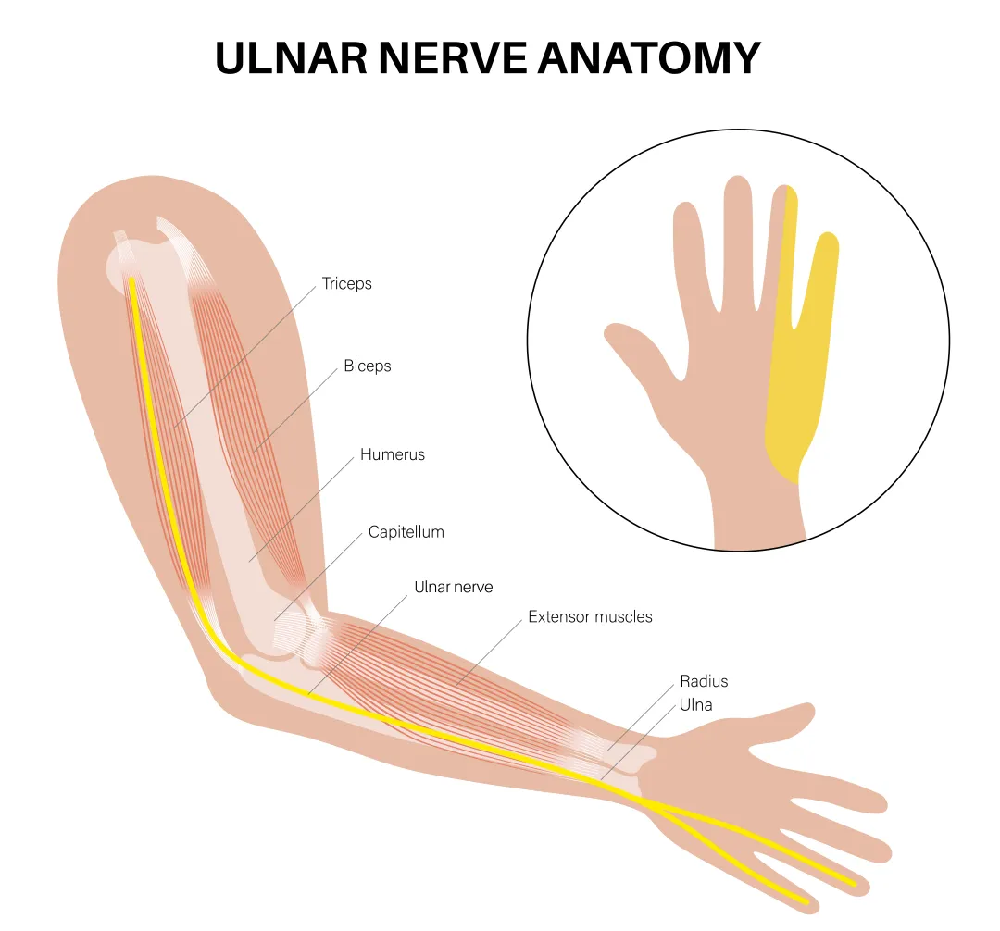 ULNAR NERVE ANATOMY
Triceps
Biceps
Humerus
Capitellum
Ulnar nerve
Extensor muscles
Radius
Ulna